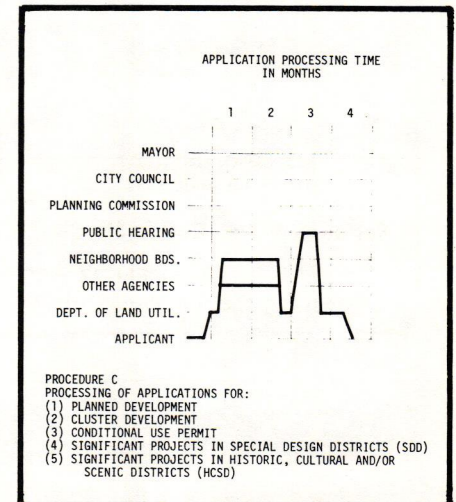 APPLICATION PROCESSING TIME
IN MONTHS
1 2 3 4
MAYOR
CITY COUNCIL
PLANNING COMMISSION
PUBLIC HEARING
NEIGHBORHOOD BDS.
OTHER AGENCIES
DEPT. OF LAND UTIL.
APPLICANT
PROCEDURE C
PROCESSING OF APPLICATIONS FOR:
(1) PLANNED DEVELOPMENT
(2) CLUSTER DEVELOPMENT
(3) CONDITIONAL USE PERMIT
(4) SIGNIFICANT PROJECTS IN SPECIAL DESIGN DISTRICTS (SDD)
(5) SIGNIFICANT PROJECTS IN HISTORIC, CULTURAL AND/OR
SCENIC DISTRICTS (HCSD)